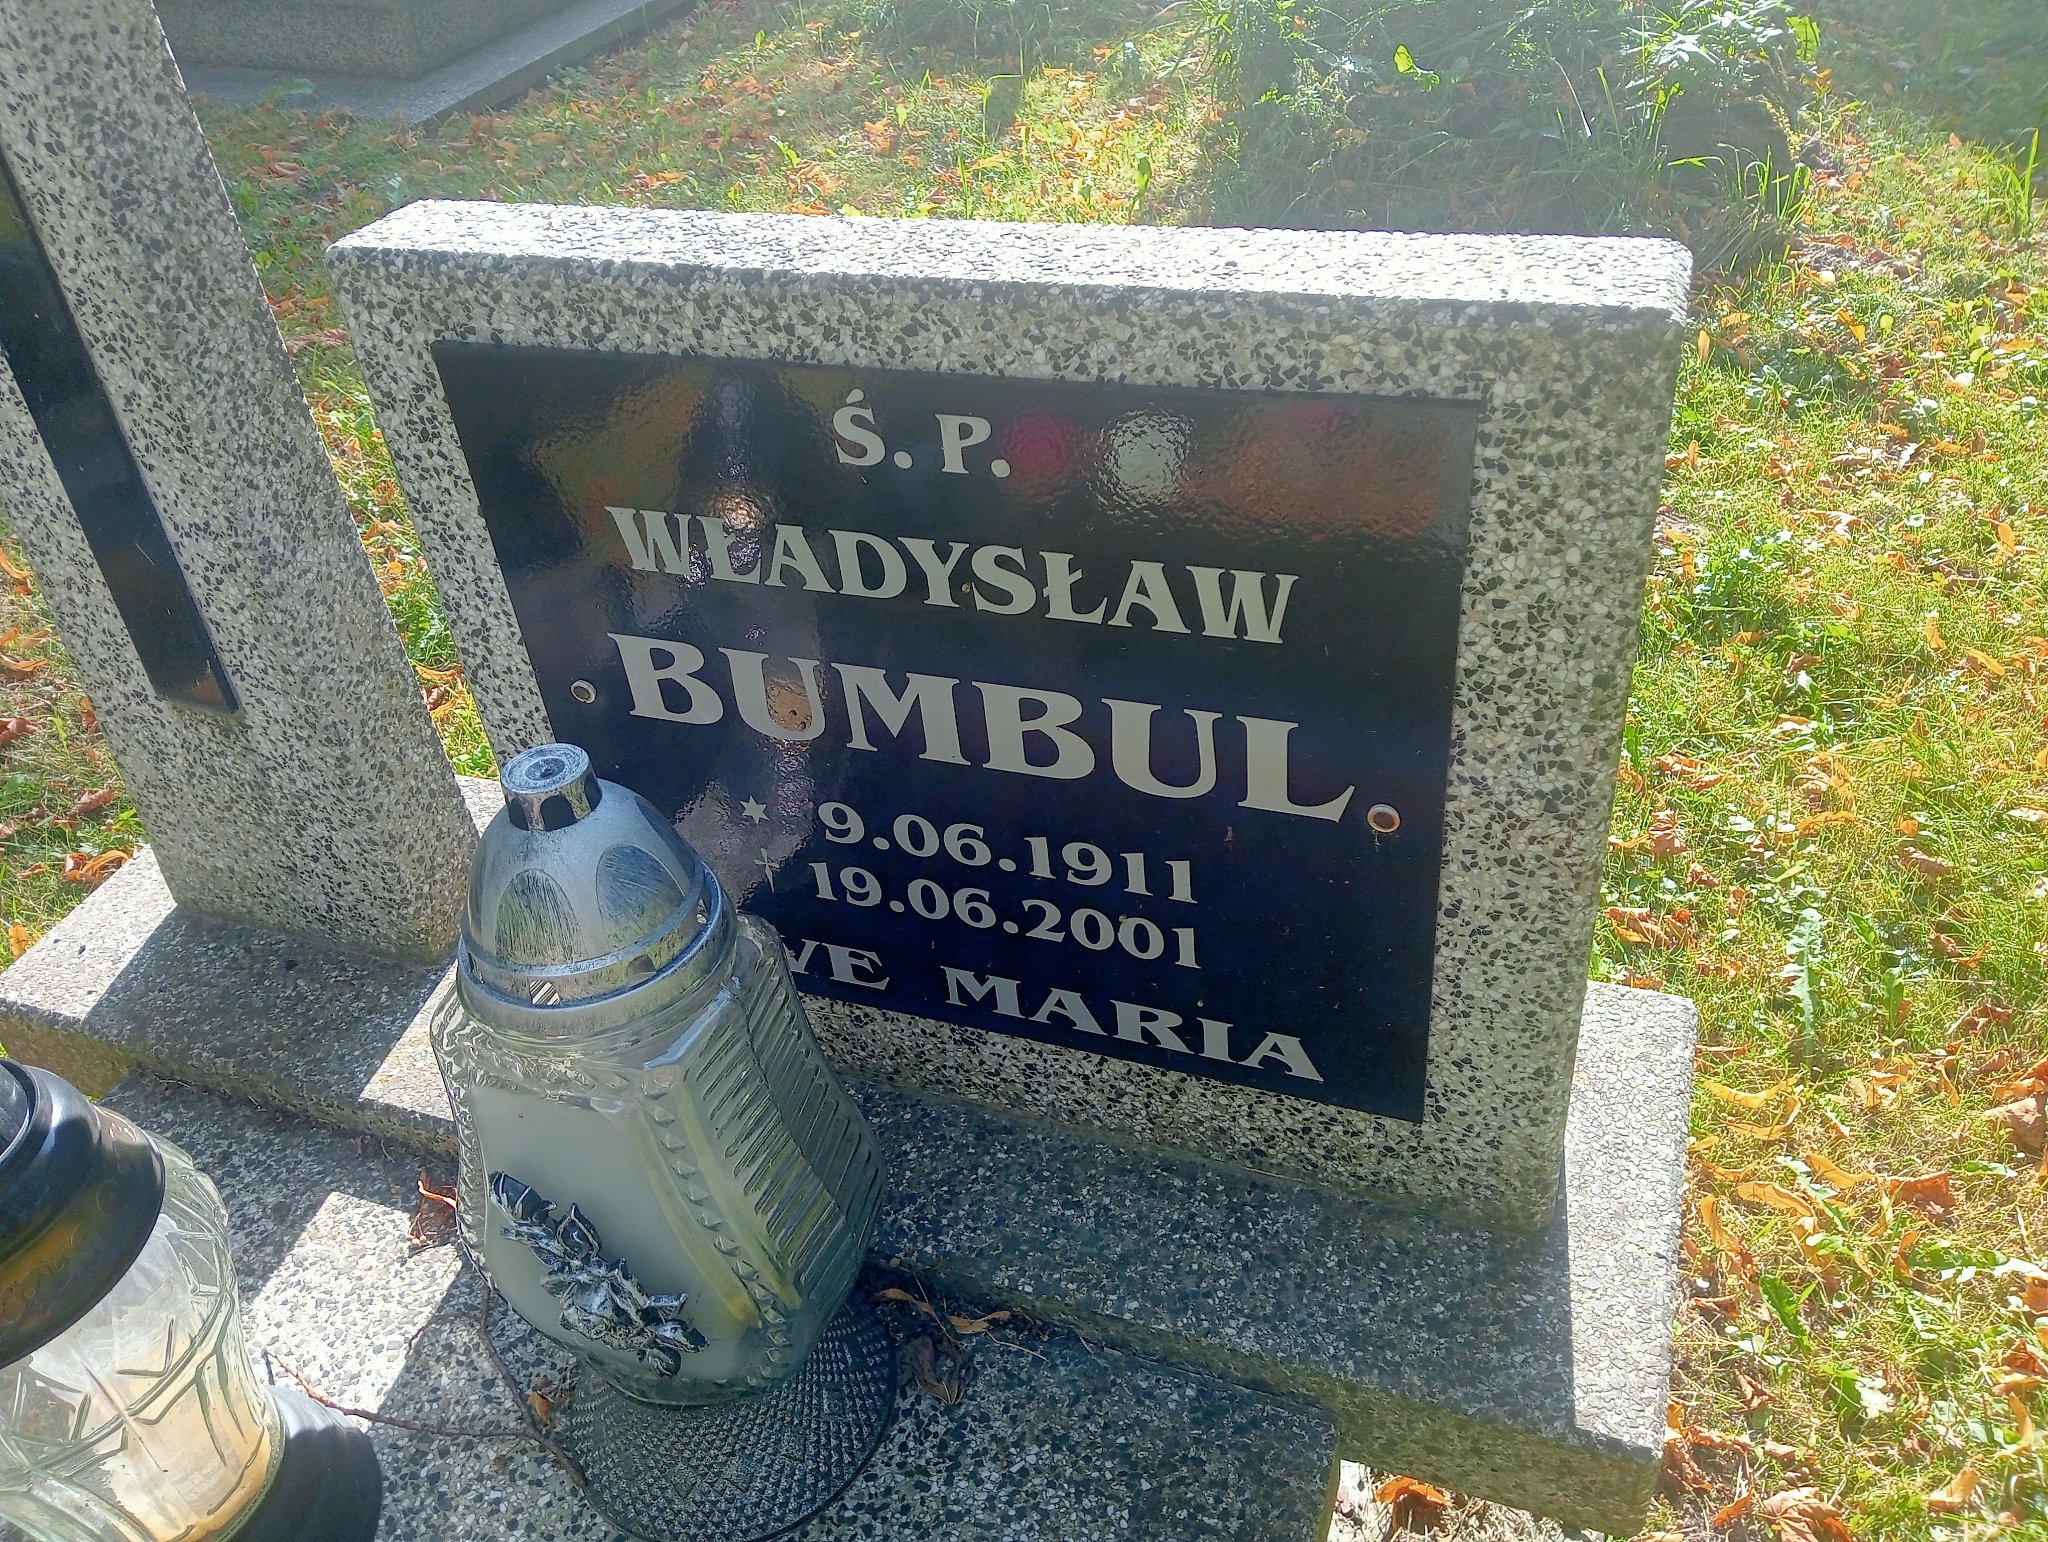 Ś. P.
WŁADYSŁAW
BUMBUL
* 9.06.1911
† 19.06.2001
MARIA